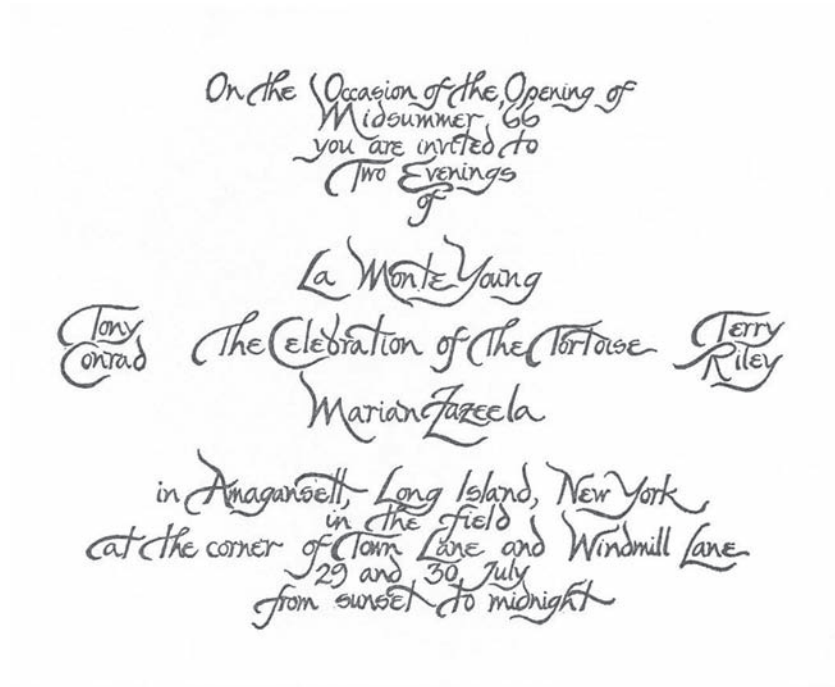 On the Occasion of the Opening of
Midsummer 66
you are invited to
Two Evenings
of
La Monte Young
Tony
Conrad
The Celebration of The Tortoise
Terry
Riley
Marian Zazeela
in Amagansett, Long Island, New York,
in the field
at the corner of Town Lane and Windmill Lane
29 and 30 July
from sunset to midnight